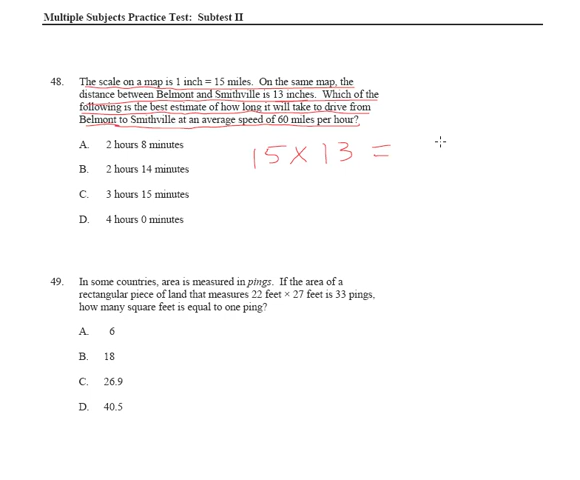 Multiple Subjects Practice Test: Subtest II
48. The scale on a map is 1 inch = 15 miles. On the same map, the
distance between Belmont and Smithville is 13 inches. Which of the
following is the best estimate of how long it will take to drive from
Belmont to Smithville at an average speed of 60 miles per hour?
A. 2 hours 8 minutes
B. 2 hours 14 minutes
15 × 13 =
C. 3 hours 15 minutes
D. 4 hours 0 minutes
49. In some countries, area is measured in pings. If the area of a
rectangular piece of land that measures 22 feet × 27 feet is 33 pings,
how many square feet is equal to one ping?
A. 6
B. 18
C. 26.9
D. 40.5